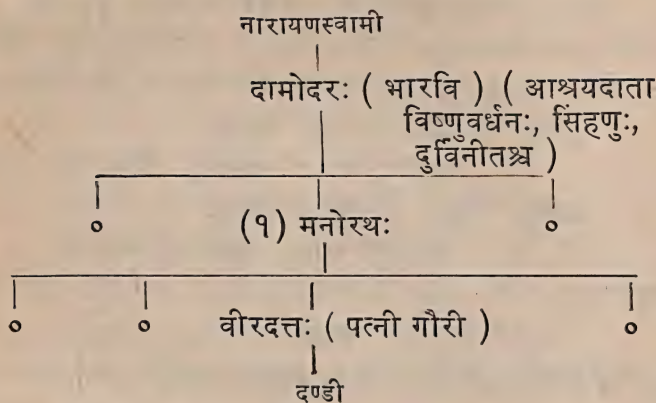 नारायणस्वामी
दामोदरः ( भारवि ) ( आश्रयदाता
विष्णुवर्धनः, सिंहणुः,
दुर्विनीतश्च )
(१) मनोरथः
वीरदत्तः ( पत्नी गौरी )
दण्डी